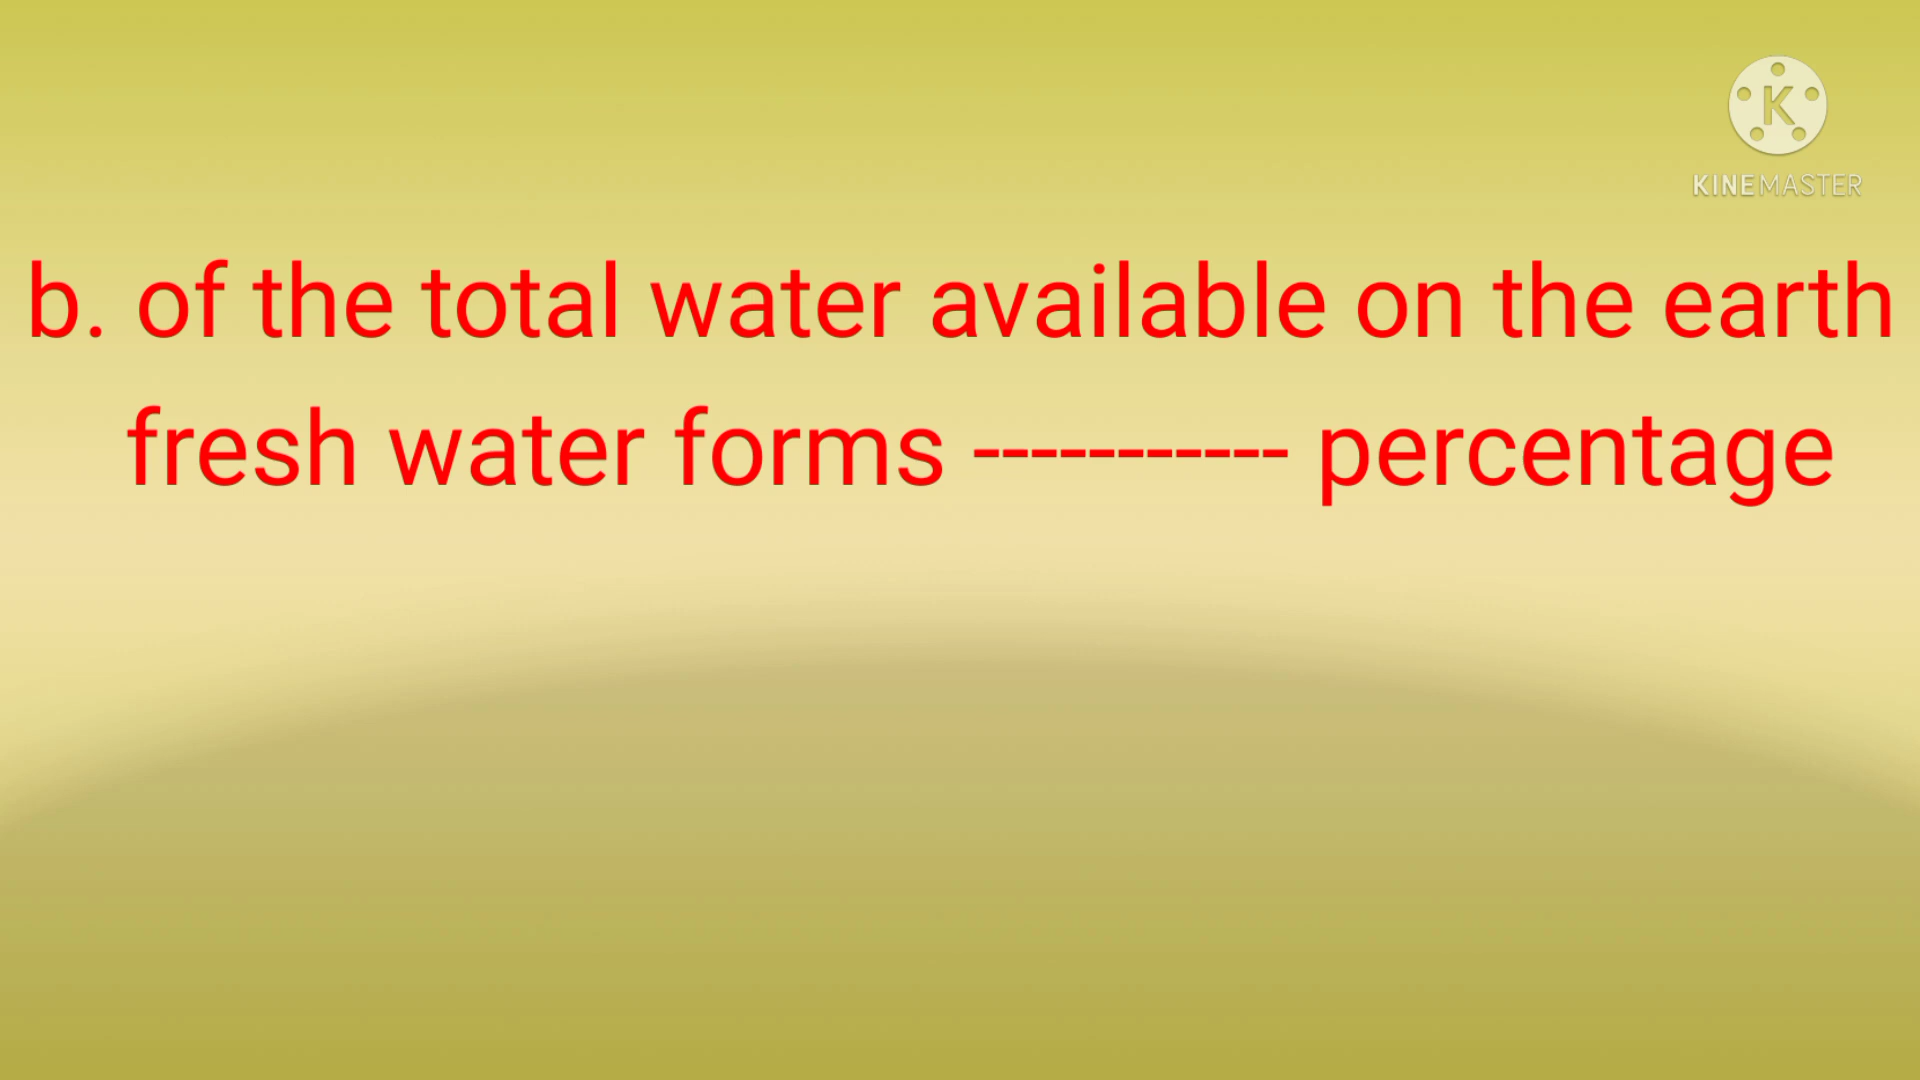 KINEMASTER
b. of the total water available on the earth
fresh water forms ----------- percentage